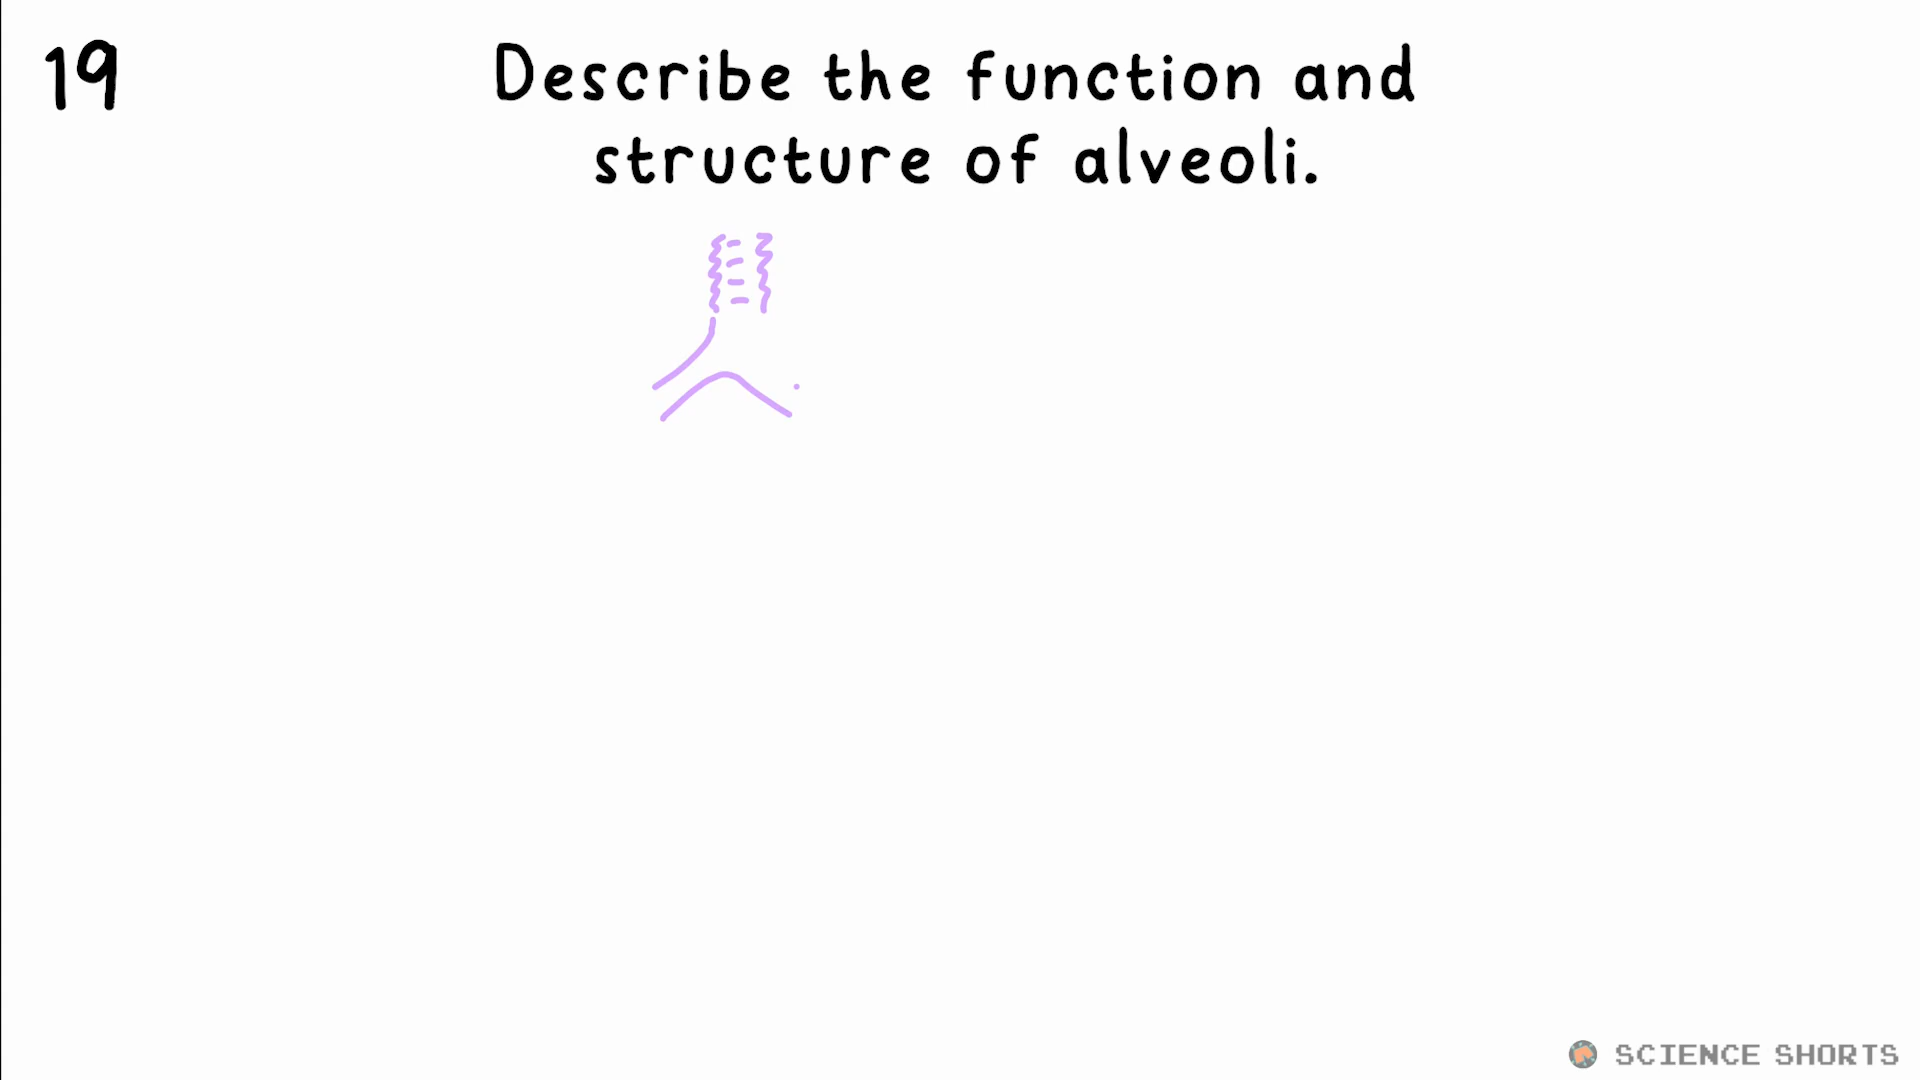 19
Describe the function and
structure of alveoli.
SCIENCE SHORTS